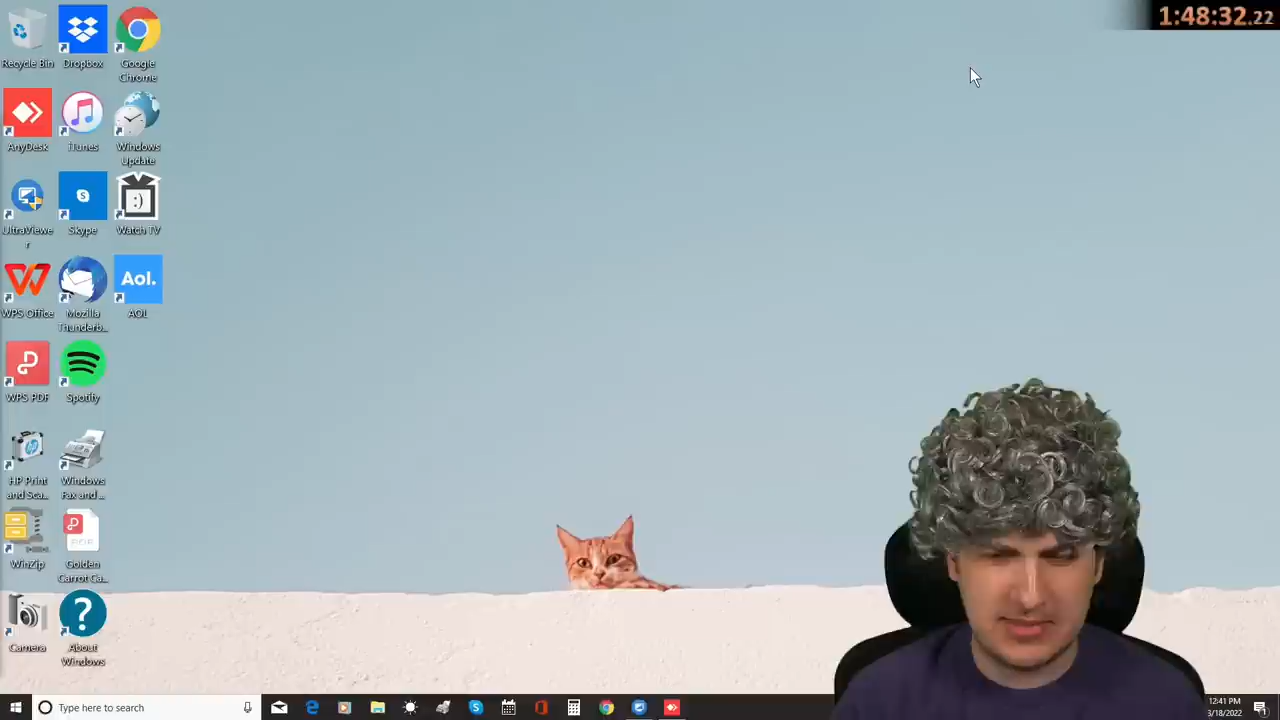 1:48:32.22
Recycle Bin
Dropbox
Google
Chrome
AnyDesk
iTunes
Windows
Update
UltraViewe
r
Skype
Watch TV
WPS Office
Mozilla
Thunderb...
Aol.
AOL
WPS PDF
Spotify
HP Print
and Sca...
Windows
Fax and ...
WinZip
PDF
Golden
Carrot Ca...
Camera
?
About
Windows
Type here to search
12:41 PM
3/18/2022